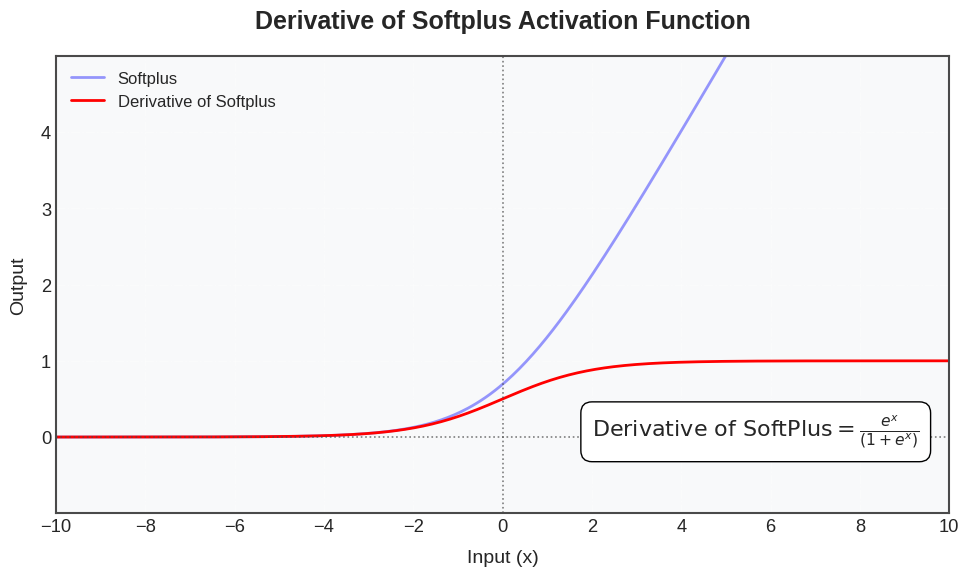 Derivative of Softplus Activation Function
Softplus
Derivative of Softplus
4
3
2
1
0
Output
Derivative of SoftPlus = e^x / (1 + e^x)
−10 −8 −6 −4 −2 0 2 4 6 8 10
Input (x)